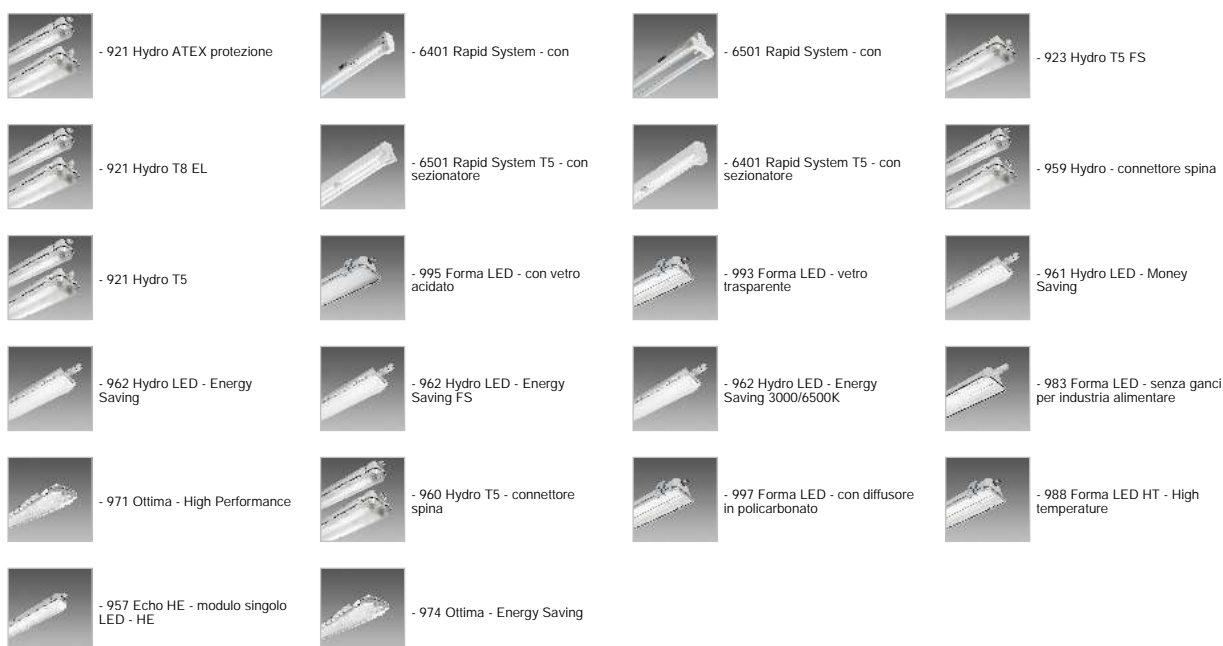 - 921 Hydro ATEX protezione
- 6401 Rapid System - con
- 6501 Rapid System - con
- 923 Hydro T5 FS
- 921 Hydro T8 EL
- 6501 Rapid System T5 - con
sezionatore
- 6401 Rapid System T5 - con
sezionatore
- 959 Hydro - connettore spina
- 921 Hydro T5
- 995 Forma LED - con vetro
acidato
- 993 Forma LED - vetro
trasparente
- 961 Hydro LED - Money
Saving
- 962 Hydro LED - Energy
Saving
- 962 Hydro LED - Energy
Saving FS
- 962 Hydro LED - Energy
Saving 3000/6500K
- 983 Forma LED - senza ganci
per industria alimentare
- 971 Ottima - High Performance
- 960 Hydro T5 - connettore
spina
- 997 Forma LED - con diffusore
in policarbonato
- 988 Forma LED HT - High
temperature
- 957 Echo HE - modulo singolo
LED - HE
- 974 Ottima - Energy Saving